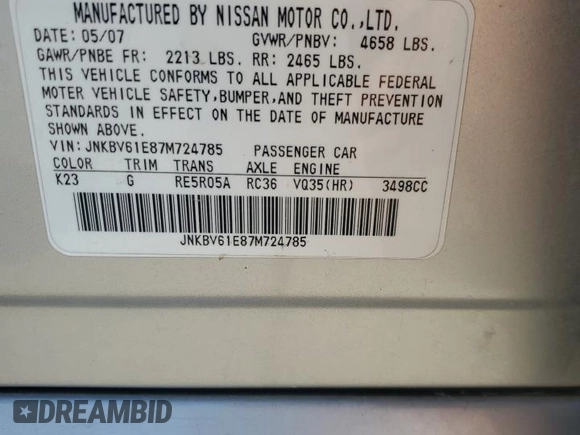 MANUFACTURED BY NISSAN MOTOR CO.,LTD.
DATE: 05/07 GVWR/PNBV: 4658 LBS.
GAWR/PNBE FR: 2213 LBS. RR: 2465 LBS.
THIS VEHICLE CONFORMS TO ALL APPLICABLE FEDERAL
MOTER VEHICLE SAFETY,BUMPER,AND THEFT PREVENTION
STANDARDS IN EFFECT ON THE DATE OF MANUFACTURE
SHOWN ABOVE.
VIN: JNKBV61E87M724785 PASSENGER CAR
COLOR TRIM TRANS AXLE ENGINE
K23 G RE5R05A RC36 VQ35(HR) 3498CC
JNKBV61E87M724785
DREAMBID